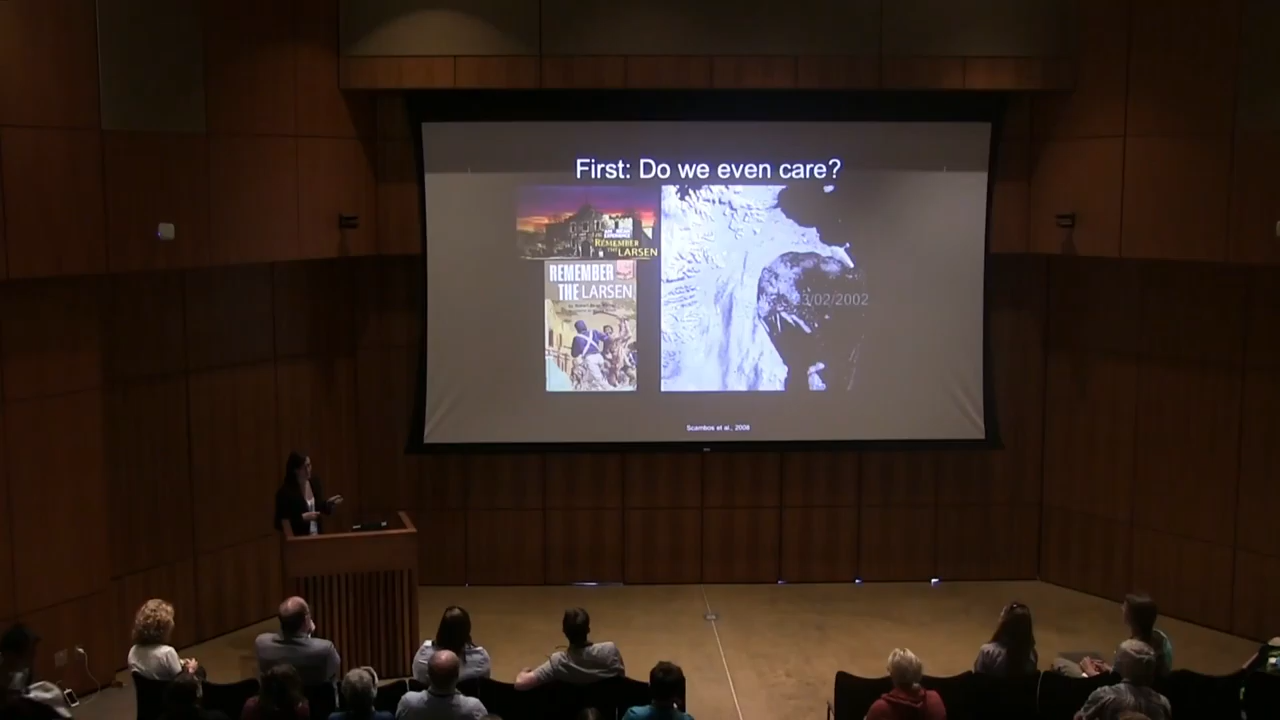 First: Do we even care?
REMEMBER
THE LARSEN
REMEMBER
THE LARSEN
23/02/2002
Scambos et al., 2008